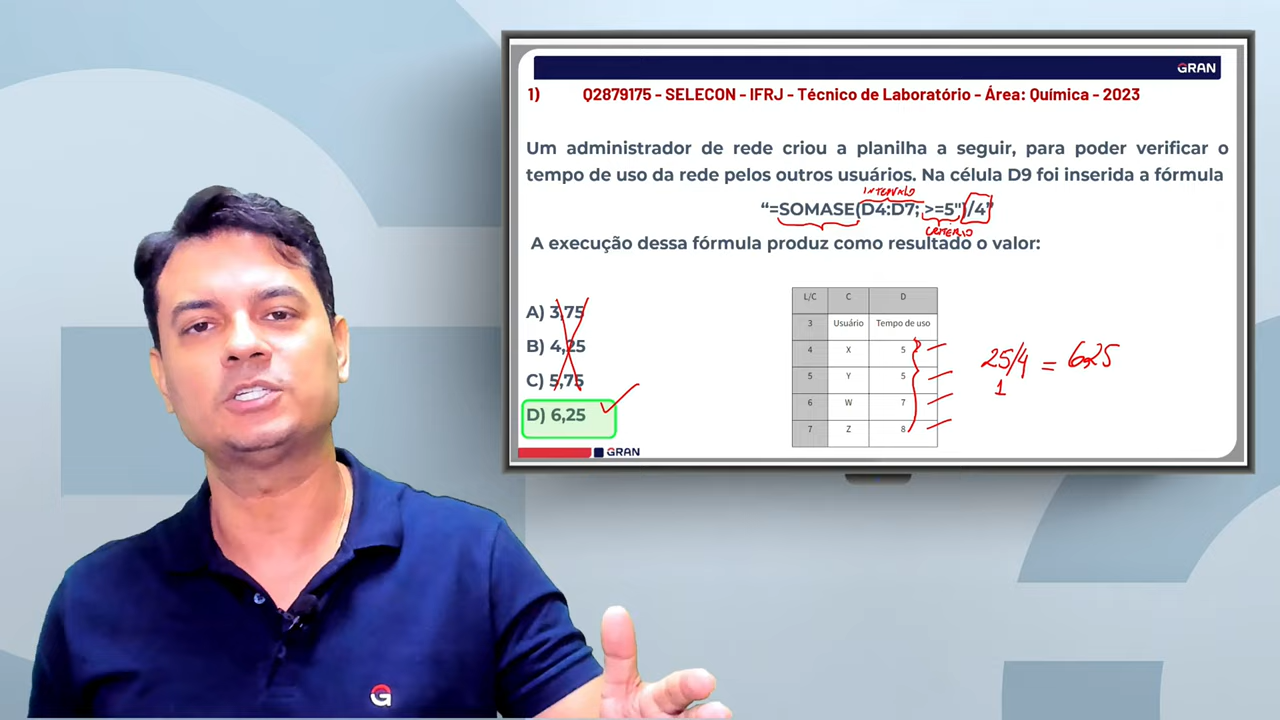 GRAN
1) Q2879175 - SELECON - IFRJ - Técnico de Laboratório - Área: Química - 2023
Um administrador de rede criou a planilha a seguir, para poder verificar o
tempo de uso da rede pelos outros usuários. Na célula D9 foi inserida a fórmula
INTERVALO
“=SOMASE(D4:D7; >=5")/4”
CRITÉRIO
A execução dessa fórmula produz como resultado o valor:
A) 3,75
B) 4,25
C) 5,75
D) 6,25
L/C C D
3 Usuário Tempo de uso
4 X 5
5 Y 5
6 W 7
7 Z 8
25/4 = 6,25
1
GRAN
G